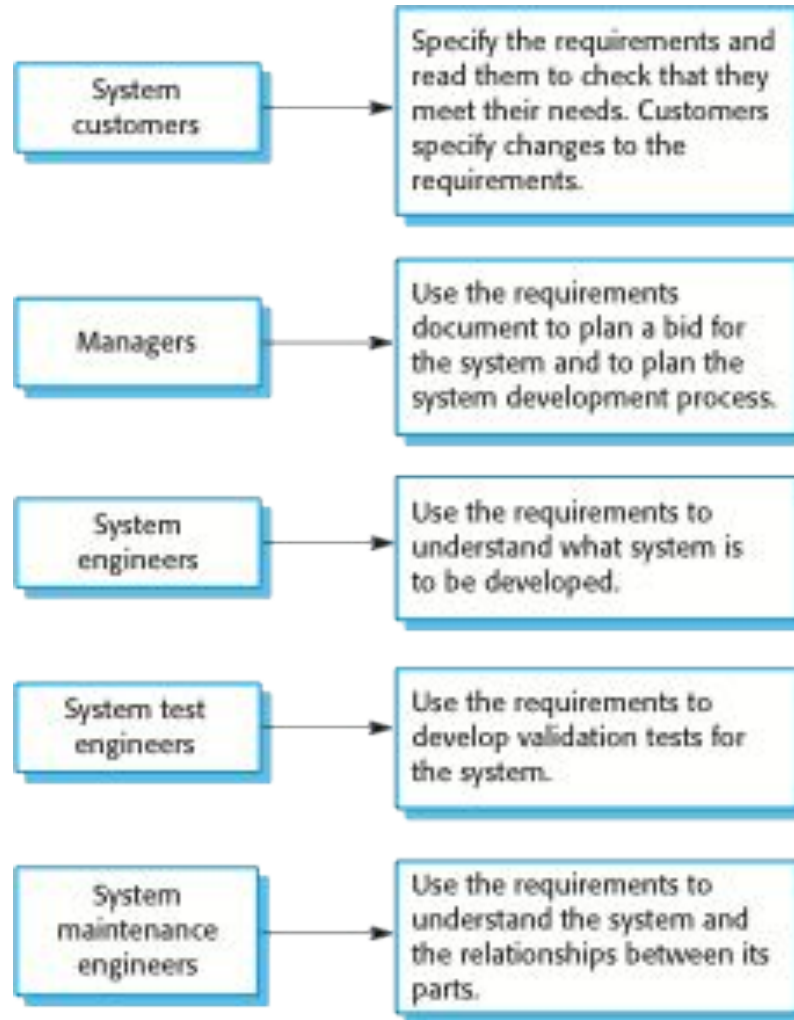 System
customers
Specify the requirements and
read them to check that they
meet their needs. Customers
specify changes to the
requirements.
Managers
Use the requirements
document to plan a bid for
the system and to plan the
system development process.
System
engineers
Use the requirements to
understand what system is
to be developed.
System test
engineers
Use the requirements to
develop validation tests for
the system.
System
maintenance
engineers
Use the requirements to
understand the system and
the relationships between its
parts.